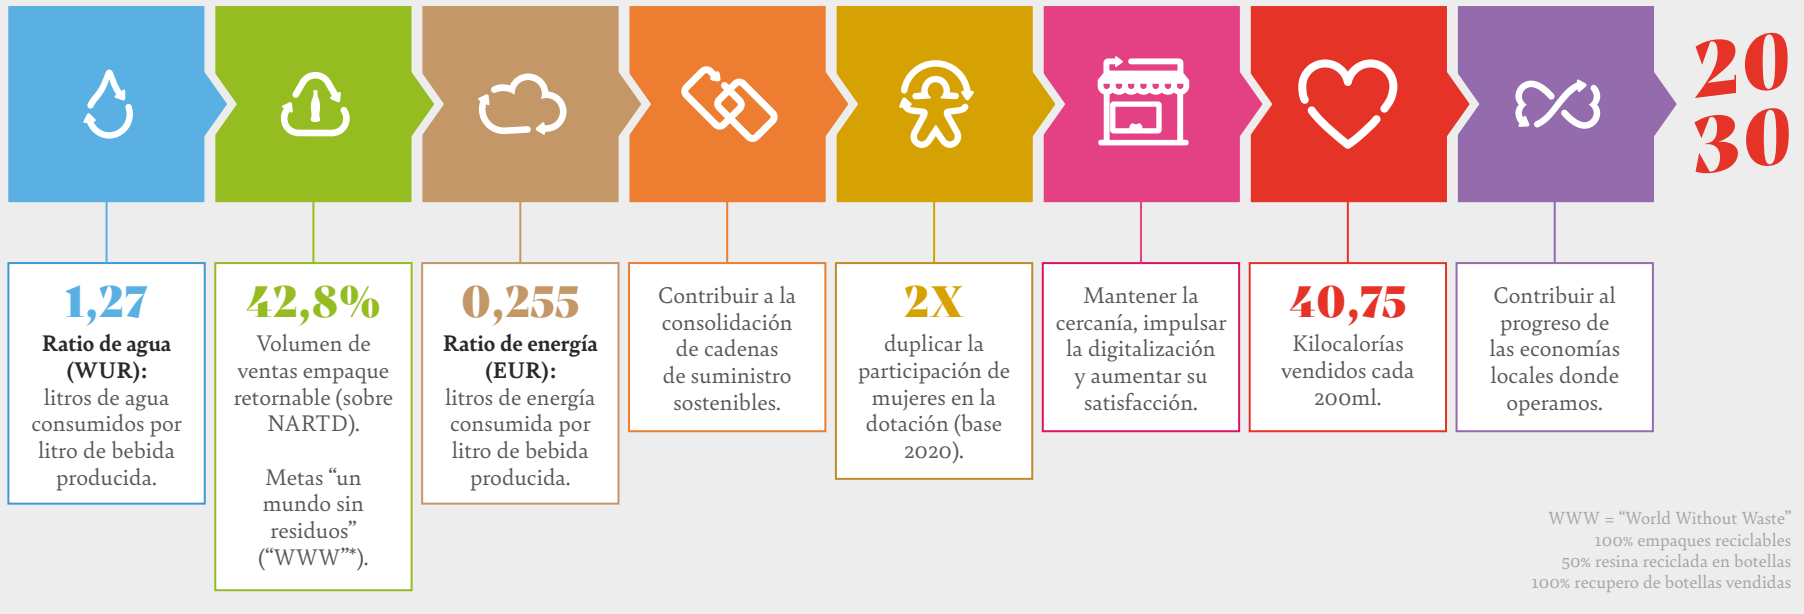 20
30
1,27
Ratio de agua
(WUR):
litros de agua
consumidos por
litro de bebida
producida.
42,8%
Volumen de
ventas empaque
retornable (sobre
NARTD).
Metas “un
mundo sin
residuos”
(“WWW”*).
0,255
Ratio de energía
(EUR):
litros de energía
consumida por
litro de bebida
producida.
Contribuir a la
consolidación
de cadenas
de suministro
sostenibles.
2X
duplicar la
participación de
mujeres en la
dotación (base
2020).
Mantener la
cercanía, impulsar
la digitalización
y aumentar su
satisfacción.
40,75
Kilocalorías
vendidos cada
200ml.
Contribuir al
progreso de
las economías
locales donde
operamos.
WWW = “World Without Waste”
100% empaques reciclables
50% resina reciclada en botellas
100% recupero de botellas vendidas